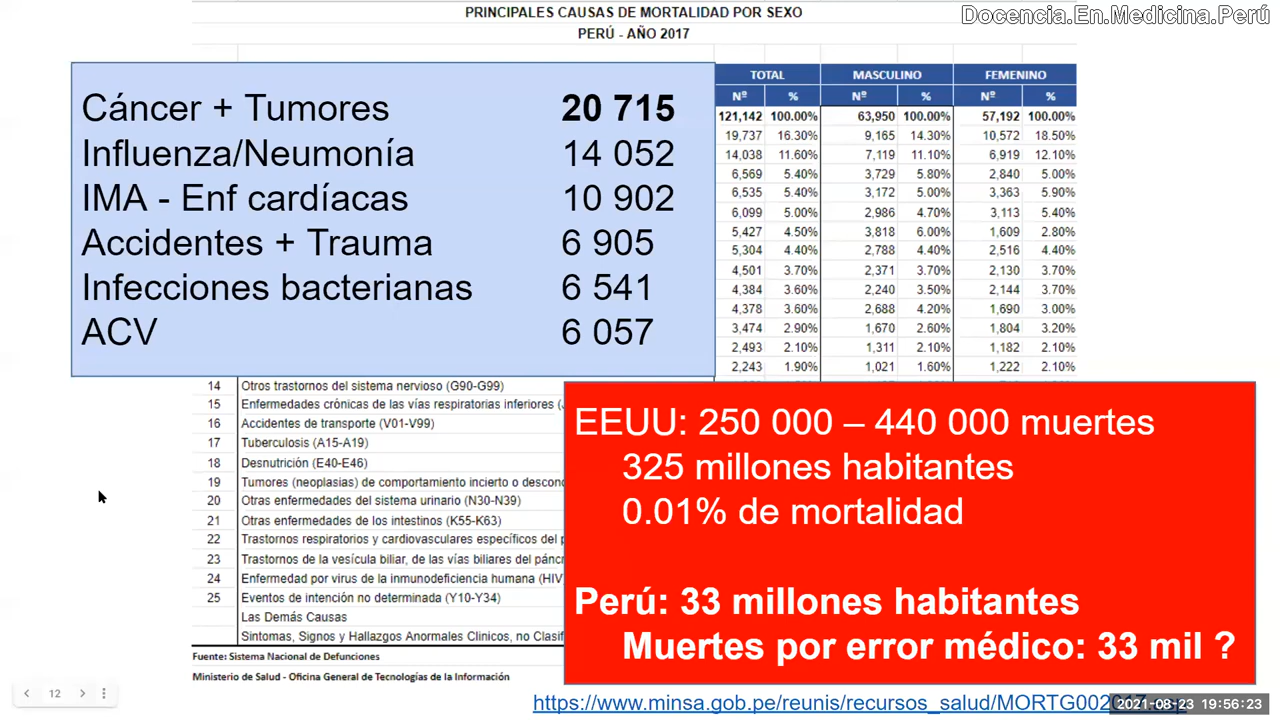 PRINCIPALES CAUSAS DE MORTALIDAD POR SEXO
PERÚ - AÑO 2017
Docencia.En.Medicina.Perú
TOTAL MASCULINO FEMENINO
Nº % Nº % Nº %
121,142 100.00% 63,950 100.00% 57,192 100.00%
19,737 16.30% 9,165 14.30% 10,572 18.50%
14,038 11.60% 7,119 11.10% 6,919 12.10%
6,569 5.40% 3,729 5.80% 2,840 5.00%
6,535 5.40% 3,172 5.00% 3,363 5.90%
6,099 5.00% 2,986 4.70% 3,113 5.40%
5,427 4.50% 3,818 6.00% 1,609 2.80%
5,304 4.40% 2,788 4.40% 2,516 4.40%
4,501 3.70% 2,371 3.70% 2,130 3.70%
4,384 3.60% 2,240 3.50% 2,144 3.70%
4,378 3.60% 2,688 4.20% 1,690 3.00%
3,474 2.90% 1,670 2.60% 1,804 3.20%
2,493 2.10% 1,311 2.10% 1,182 2.10%
2,243 1.90% 1,021 1.60% 1,222 2.10%
Cáncer + Tumores 20 715
Influenza/Neumonía 14 052
IMA - Enf cardíacas 10 902
Accidentes + Trauma 6 905
Infecciones bacterianas 6 541
ACV 6 057
14 Otros trastornos del sistema nervioso (G90-G99)
15 Enfermedades crónicas de las vías respiratorias inferiores (J
16 Accidentes de transporte (V01-V99)
17 Tuberculosis (A15-A19)
18 Desnutrición (E40-E46)
19 Tumores (neoplasias) de comportamiento incierto o descono
20 Otras enfermedades del sistema urinario (N30-N39)
21 Otras enfermedades de los intestinos (K55-K63)
22 Trastornos respiratorios y cardiovasculares específicos del p
23 Trastornos de la vesícula biliar, de las vías biliares del pánc
24 Enfermedad por virus de la inmunodeficiencia humana (HIV)
25 Eventos de intención no determinada (Y10-Y34)
Las Demás Causas
Sintomas, Signos y Hallazgos Anormales Clinicos, no Clasif
Fuente: Sistema Nacional de Defunciones
Ministerio de Salud - Oficina General de Tecnologías de la Información
EEUU: 250 000 – 440 000 muertes
325 millones habitantes
0.01% de mortalidad
Perú: 33 millones habitantes
Muertes por error médico: 33 mil ?
12
https://www.minsa.gob.pe/reunis/recursos_salud/MORTG002017.asp
2021-08-23 19:56:23